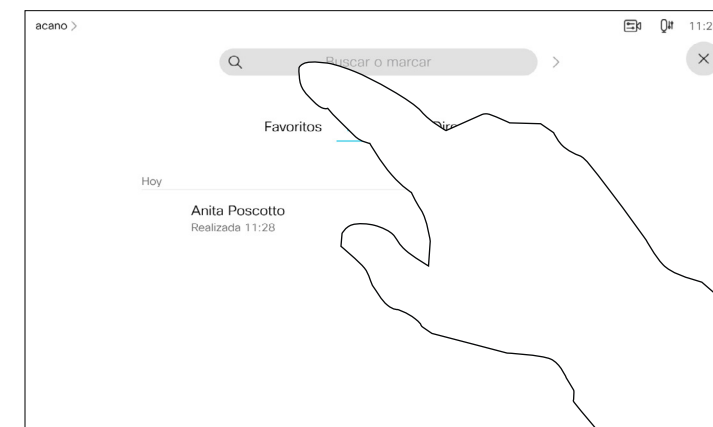 acano
11:2
Buscar o marcar
Favoritos
Hoy
Anita Poscotto
Realizada 11:28